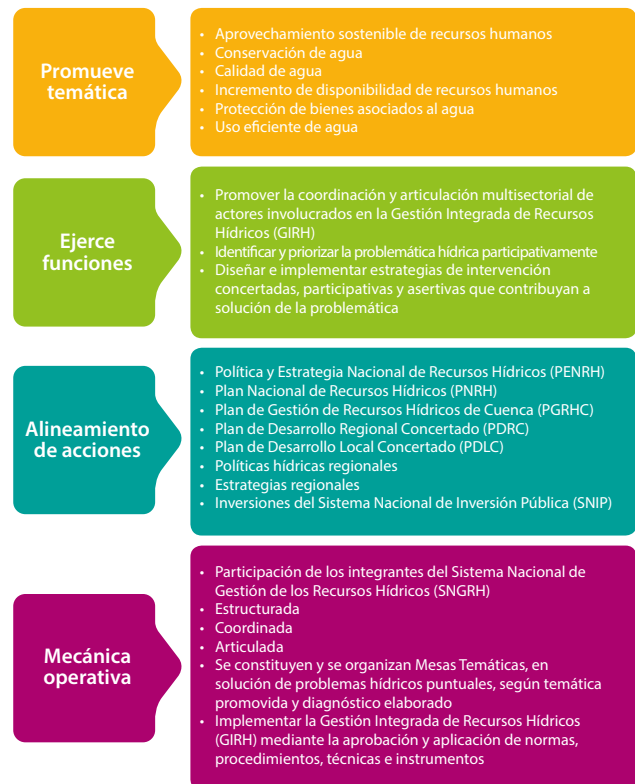 Promueve
temática
• Aprovechamiento sostenible de recursos humanos
• Conservación de agua
• Calidad de agua
• Incremento de disponibilidad de recursos humanos
• Protección de bienes asociados al agua
• Uso eficiente de agua
Ejerce
funciones
• Promover la coordinación y articulación multisectorial de
actores involucrados en la Gestión Integrada de Recursos
Hídricos (GIRH)
• Identificar y priorizar la problemática hídrica participativamente
• Diseñar e implementar estrategias de intervención
concertadas, participativas y asertivas que contribuyan a
solución de la problemática
Alineamiento
de acciones
• Política y Estrategia Nacional de Recursos Hídricos (PENRH)
• Plan Nacional de Recursos Hídricos (PNRH)
• Plan de Gestión de Recursos Hídricos de Cuenca (PGRHC)
• Plan de Desarrollo Regional Concertado (PDRC)
• Plan de Desarrollo Local Concertado (PDLC)
• Políticas hídricas regionales
• Estrategias regionales
• Inversiones del Sistema Nacional de Inversión Pública (SNIP)
Mecánica
operativa
• Participación de los integrantes del Sistema Nacional de
Gestión de los Recursos Hídricos (SNGRH)
• Estructurada
• Coordinada
• Articulada
• Se constituyen y se organizan Mesas Temáticas, en
solución de problemas hídricos puntuales, según temática
promovida y diagnóstico elaborado
• Implementar la Gestión Integrada de Recursos Hídricos
(GIRH) mediante la aprobación y aplicación de normas,
procedimientos, técnicas e instrumentos